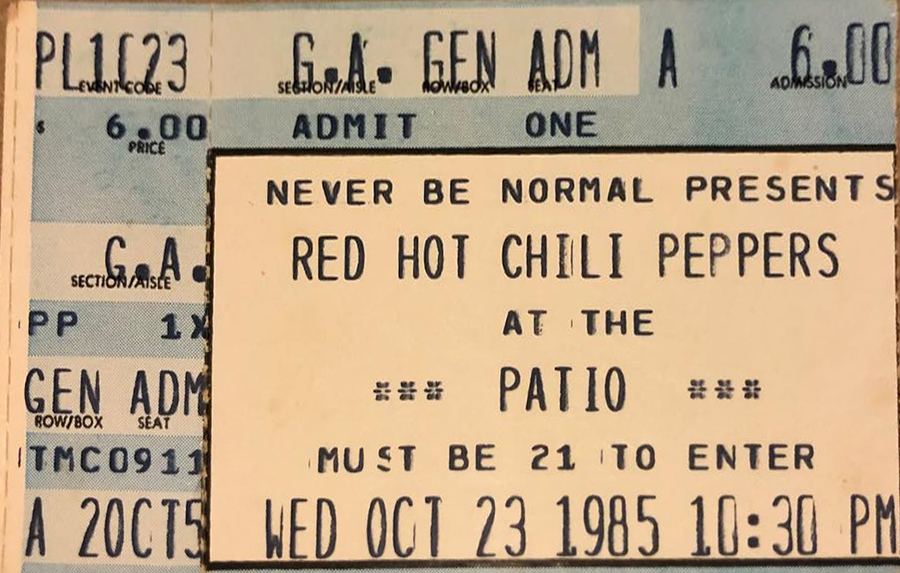 PL1023 G.A. GEN ADM A 6.00
EVENT CODE SECTION/AISLE ROW/BOX SEAT ADMISSION
$ 6.00 ADMIT ONE
PRICE
NEVER BE NORMAL PRESENTS
G.A. RED HOT CHILI PEPPERS
SECTION/AISLE
PP 1X AT THE
GEN ADM *** PATIO ***
ROW/BOX SEAT
TMC0911 MUST BE 21 TO ENTER
A 20CT5 WED OCT 23 1985 10:30 PM